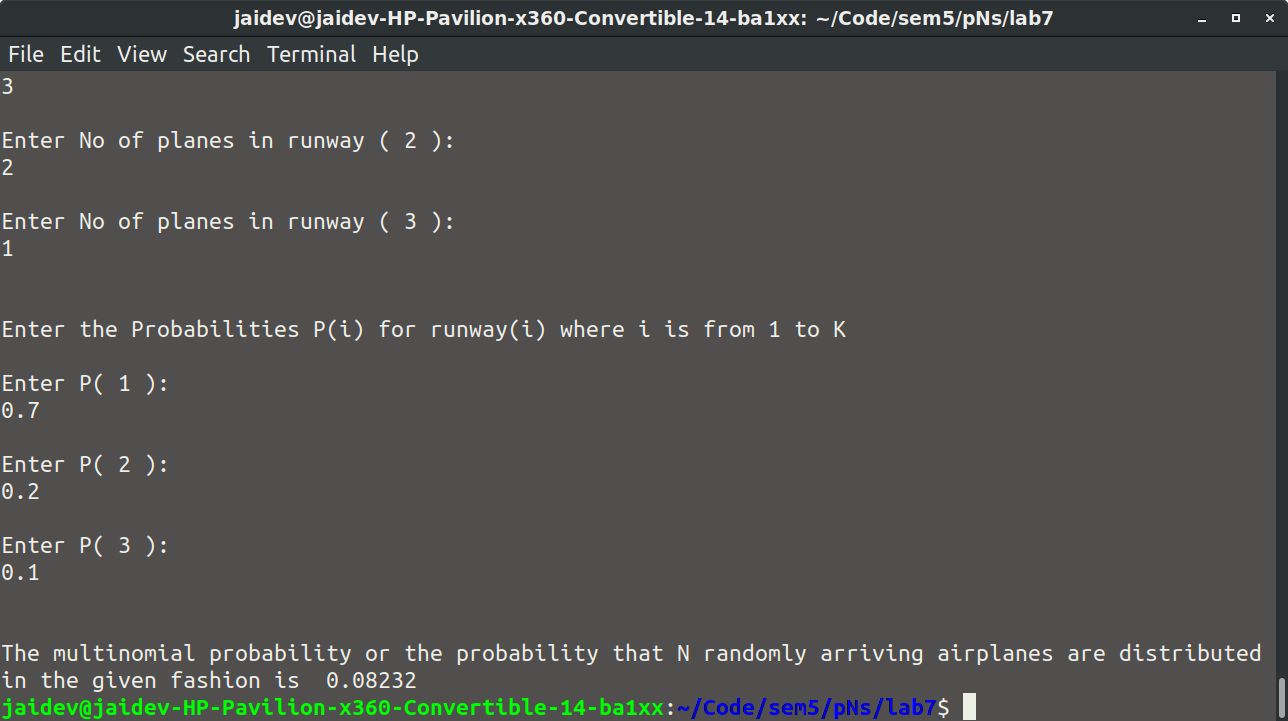 jaidev@jaidev-HP-Pavilion-x360-Convertible-14-ba1xx: ~/Code/sem5/pNs/lab7
File Edit View Search Terminal Help
3
Enter No of planes in runway ( 2 ):
2
Enter No of planes in runway ( 3 ):
1
Enter the Probabilities P(i) for runway(i) where i is from 1 to K
Enter P( 1 ):
0.7
Enter P( 2 ):
0.2
Enter P( 3 ):
0.1
The multinomial probability or the probability that N randomly arriving airplanes are distributed
in the given fashion is  0.08232
jaidev@jaidev-HP-Pavilion-x360-Convertible-14-ba1xx:~/Code/sem5/pNs/lab7$